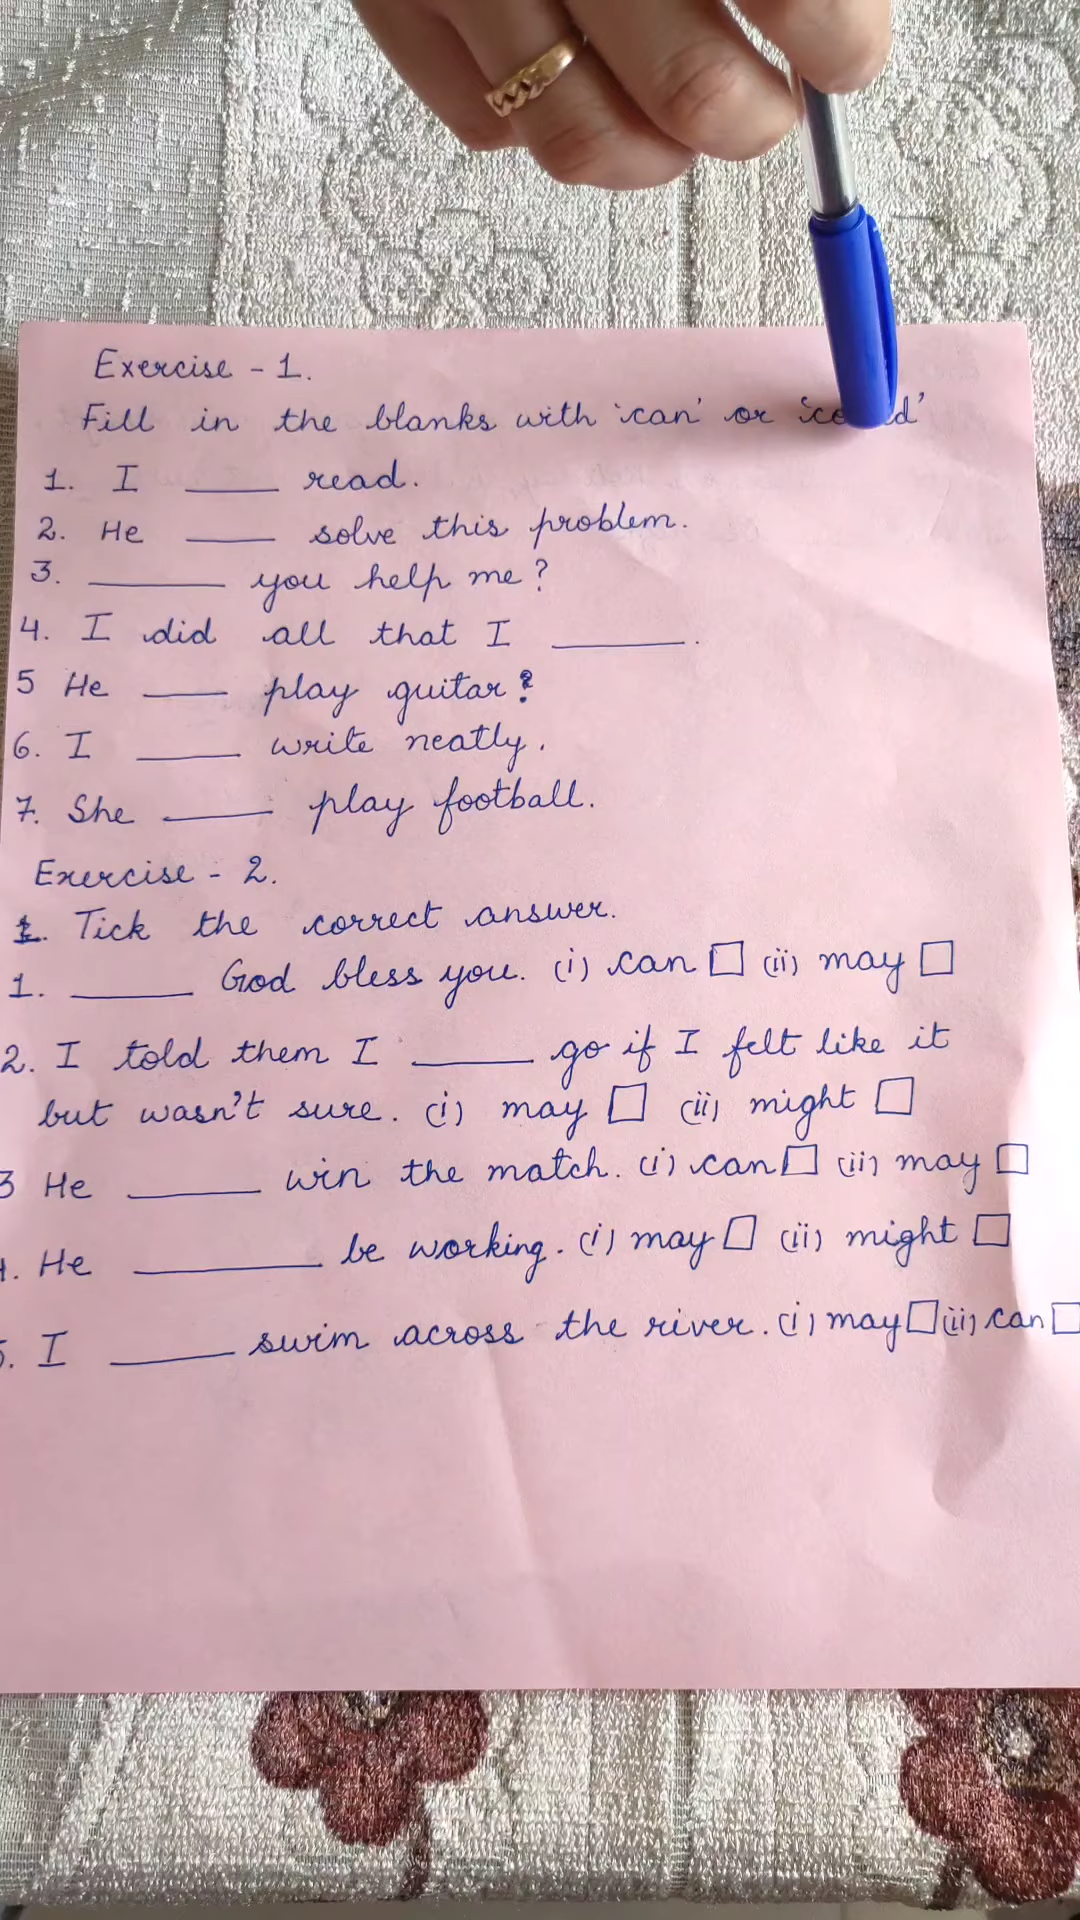 Exercise - 1.
Fill in the blanks with 'can' or
1. I ____ read.
2. He ____ solve this problem.
3. ____ you help me?
4. I did all that I ____.
5 He ____ play guitar?
6. I ____ write neatly.
7. She ____ play football.
Exercise - 2.
1. Tick the correct answer.
1. ____ God bless you. (i) can □ (ii) may □
2. I told them I ____ go if I felt like it
but wasn't sure. (i) may □ (ii) might □
3 He ____ win the match. (i) can □ (ii) may □
4. He ____ be working. (i) may □ (ii) might □
5. I ____ swim across the river. (i) may □ (ii) can □